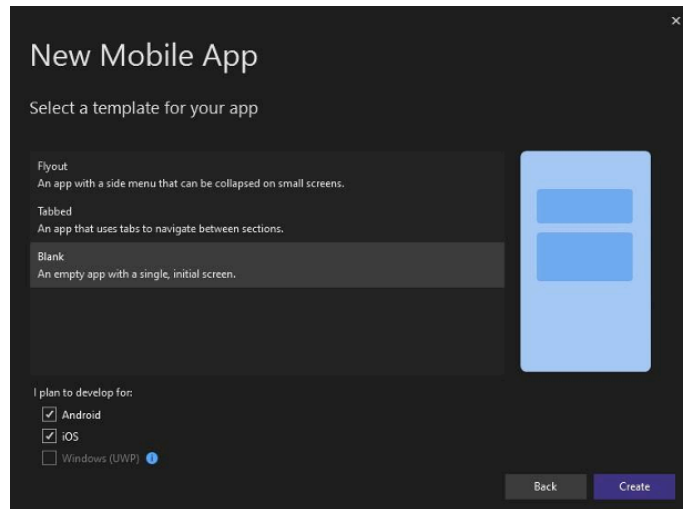 New Mobile App
Select a template for your app
Flyout
An app with a side menu that can be collapsed on small screens.
Tabbed
An app that uses tabs to navigate between sections.
Blank
An empty app with a single, initial screen.
I plan to develop for:
Android
iOS
Windows (UWP)
Back
Create